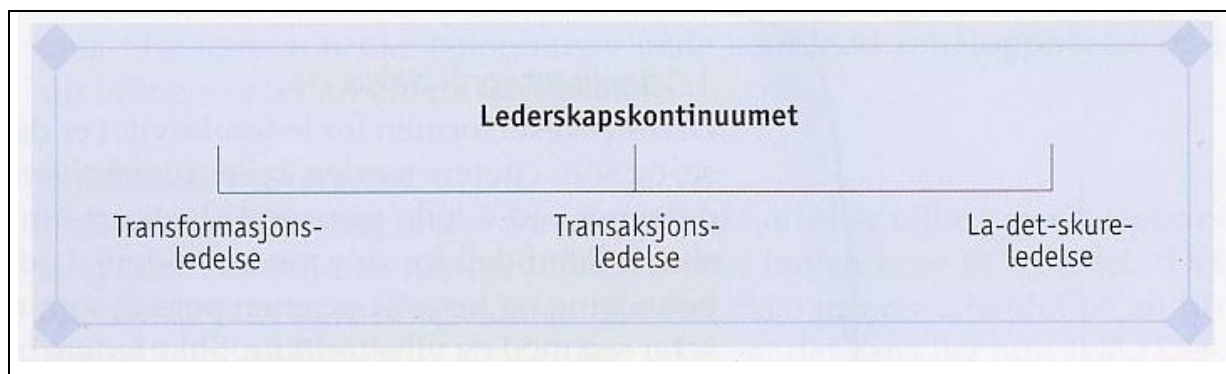 Lederskapskontinuumet
Transformasjons-
ledelse
Transaksjons-
ledelse
La-det-skure-
ledelse